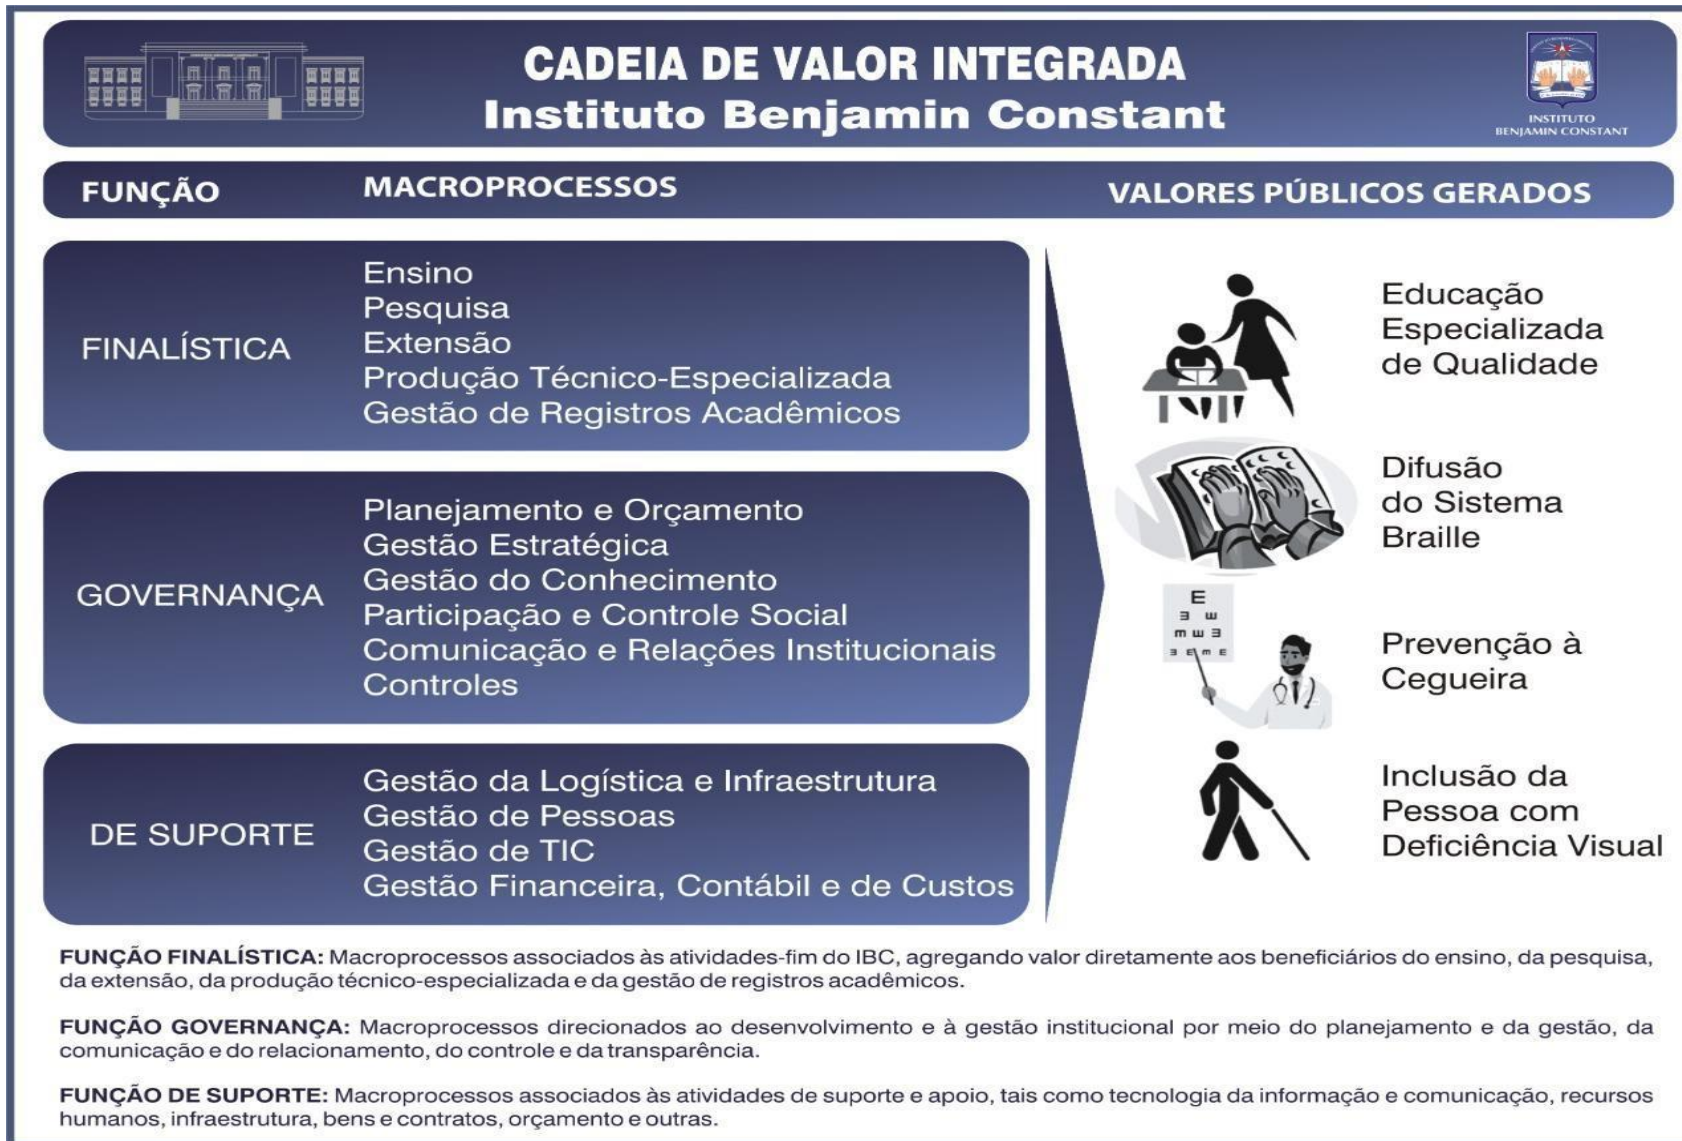 CADEIA DE VALOR INTEGRADA
Instituto Benjamin Constant
INSTITUTO
BENJAMIN CONSTANT
FUNÇÃO
MACROPROCESSOS
VALORES PÚBLICOS GERADOS
FINALÍSTICA
Ensino
Pesquisa
Extensão
Produção Técnico-Especializada
Gestão de Registros Acadêmicos
GOVERNANÇA
Planejamento e Orçamento
Gestão Estratégica
Gestão do Conhecimento
Participação e Controle Social
Comunicação e Relações Institucionais
Controles
DE SUPORTE
Gestão da Logística e Infraestrutura
Gestão de Pessoas
Gestão de TIC
Gestão Financeira, Contábil e de Custos
Educação
Especializada
de Qualidade
Difusão
do Sistema
Braille
Prevenção à
Cegueira
Inclusão da
Pessoa com
Deficiência Visual
FUNÇÃO FINALÍSTICA: Macroprocessos associados às atividades-fim do IBC, agregando valor diretamente aos beneficiários do ensino, da pesquisa,
da extensão, da produção técnico-especializada e da gestão de registros acadêmicos.
FUNÇÃO GOVERNANÇA: Macroprocessos direcionados ao desenvolvimento e à gestão institucional por meio do planejamento e da gestão, da
comunicação e do relacionamento, do controle e da transparência.
FUNÇÃO DE SUPORTE: Macroprocessos associados às atividades de suporte e apoio, tais como tecnologia da informação e comunicação, recursos
humanos, infraestrutura, bens e contratos, orçamento e outras.